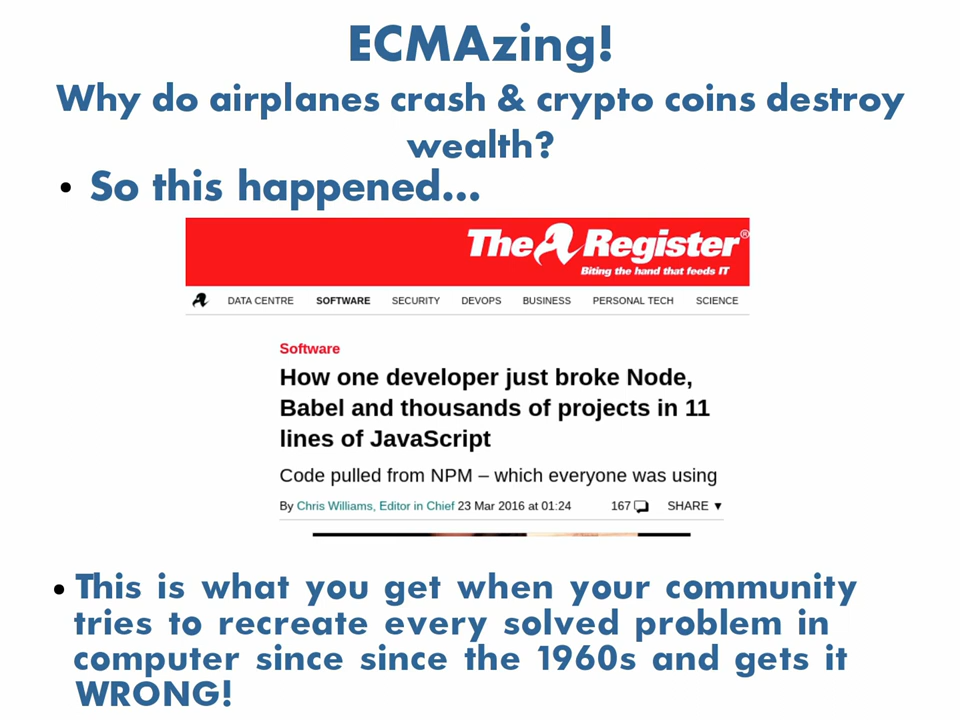 ECMAzing!
Why do airplanes crash & crypto coins destroy
wealth?
• So this happened...
The Register®
Biting the hand that feeds IT
DATA CENTRE SOFTWARE SECURITY DEVOPS BUSINESS PERSONAL TECH SCIENCE
Software
How one developer just broke Node,
Babel and thousands of projects in 11
lines of JavaScript
Code pulled from NPM – which everyone was using
By Chris Williams, Editor in Chief 23 Mar 2016 at 01:24 167 SHARE ▼
• This is what you get when your community
tries to recreate every solved problem in
computer since since the 1960s and gets it
WRONG!